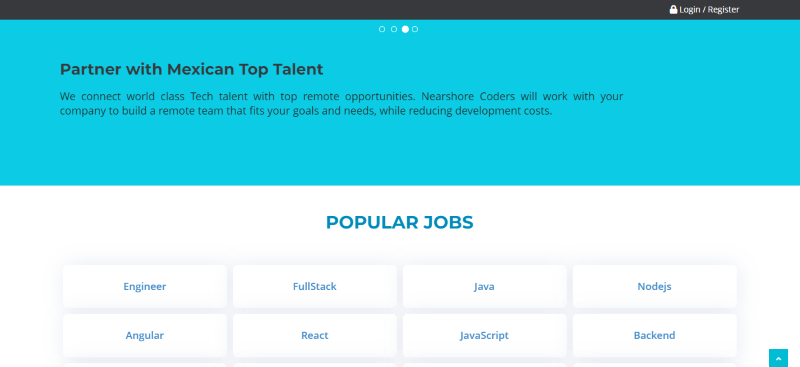 Login / Register
Partner with Mexican Top Talent
We connect world class Tech talent with top remote opportunities. Nearshore Coders will work with your
company to build a remote team that fits your goals and needs, while reducing development costs.
POPULAR JOBS
Engineer FullStack Java Nodejs
Angular React JavaScript Backend